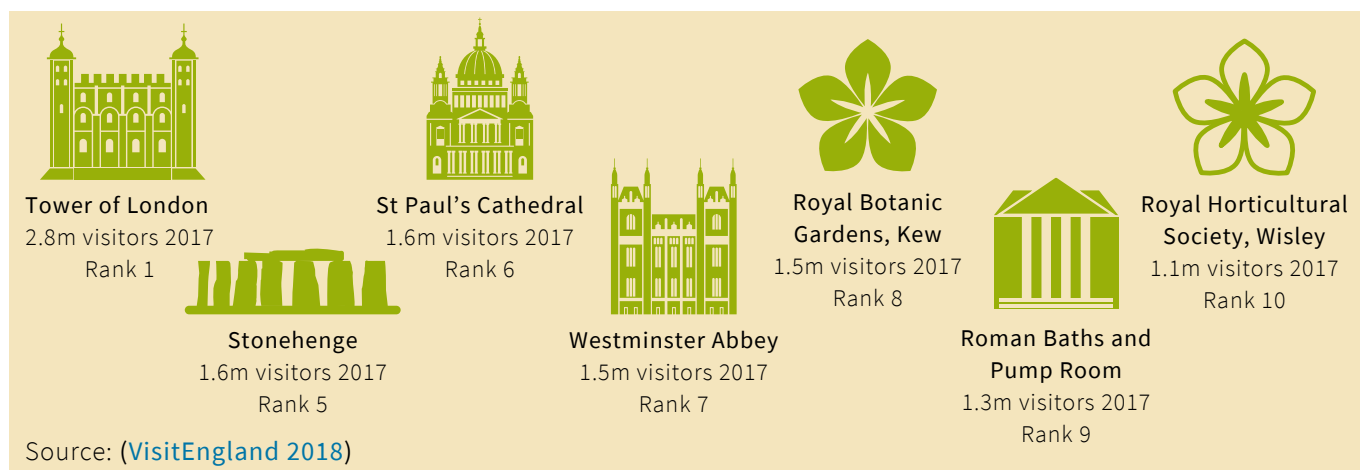 Tower of London
2.8m visitors 2017
Rank 1
Stonehenge
1.6m visitors 2017
Rank 5
St Paul’s Cathedral
1.6m visitors 2017
Rank 6
Westminster Abbey
1.5m visitors 2017
Rank 7
Royal Botanic
Gardens, Kew
1.5m visitors 2017
Rank 8
Roman Baths and
Pump Room
1.3m visitors 2017
Rank 9
Royal Horticultural
Society, Wisley
1.1m visitors 2017
Rank 10
Source: (VisitEngland 2018)